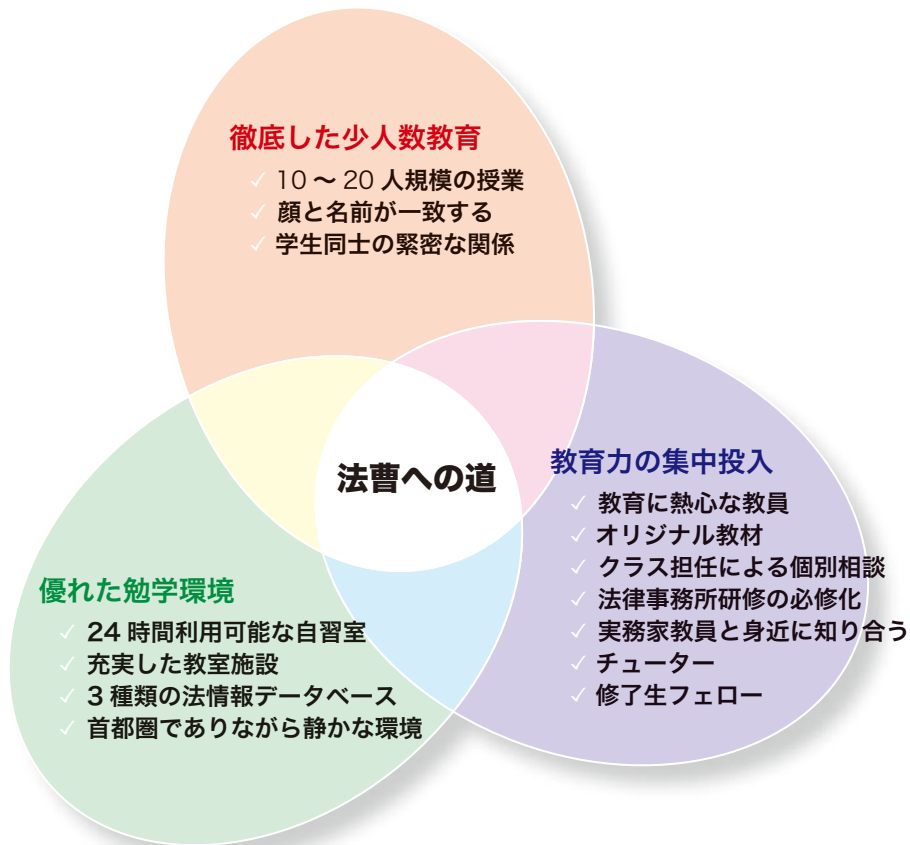 徹底した少人数教育
✓ 10 〜 20 人規模の授業
✓ 顔と名前が一致する
✓ 学生同士の緊密な関係
法曹への道
教育力の集中投入
✓ 教育に熱心な教員
✓ オリジナル教材
✓ クラス担任による個別相談
✓ 法律事務所研修の必修化
✓ 実務家教員と身近に知り合う
✓ チューター
✓ 修了生フェロー
優れた勉学環境
✓ 24 時間利用可能な自習室
✓ 充実した教室施設
✓ 3 種類の法情報データベース
✓ 首都圏でありながら静かな環境